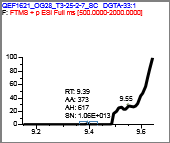 QEF1621_OG28_T3-25-2-7_SC DGTA-33:1
F: FTMS + p ESI Full ms [500.0000-2000.0000]
100
80
60
40
20
0
RT: 9.39
AA: 373
AH: 617
SN: 1.06E+013
9.55
9.2
9.4
9.6